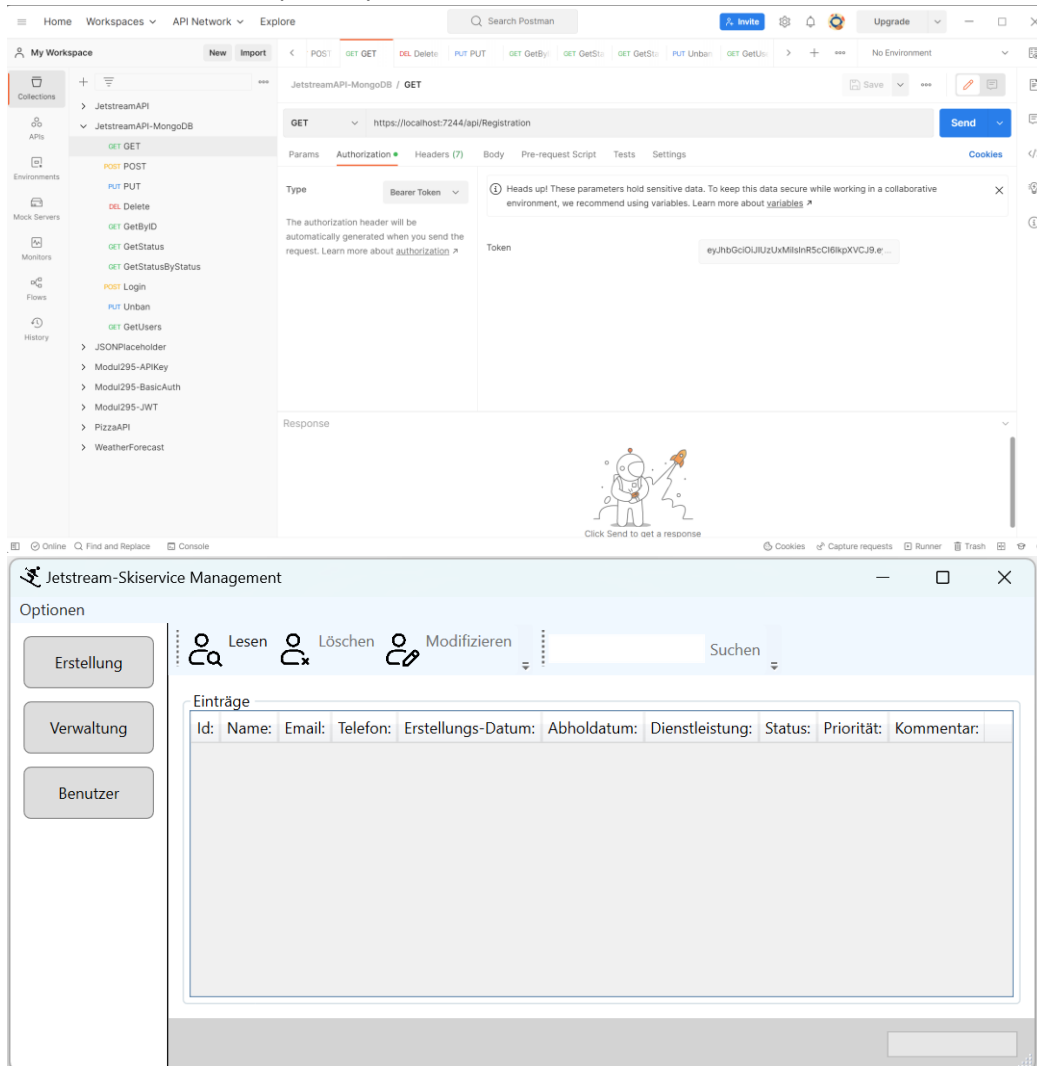 Home Workspaces API Network Explore Search Postman Invite Upgrade
My Workspace New Import POST GET GET DEL Delete PUT PUT GET GetByI GET GetSta GET GetSta PUT Unban GET GetUs No Environment
Collections
APIs
Environments
Mock Servers
Monitors
Flows
History
JetstreamAPI
JetstreamAPI-MongoDB
GET GET
POST POST
PUT PUT
DEL Delete
GET GetByID
GET GetStatus
GET GetStatusByStatus
POST Login
PUT Unban
GET GetUsers
JSONPlaceholder
Modul295-APIKey
Modul295-BasicAuth
Modul295-JWT
PizzaAPI
WeatherForecast
JetstreamAPI-MongoDB / GET Save
GET https://localhost:7244/api/Registration Send
Params Authorization Headers (7) Body Pre-request Script Tests Settings Cookies
Type Bearer Token
The authorization header will be
automatically generated when you send the
request. Learn more about authorization
Heads up! These parameters hold sensitive data. To keep this data secure while working in a collaborative
environment, we recommend using variables. Learn more about variables
Token
Response
Click Send to get a response
Online Find and Replace Console Cookies Capture requests Runner Trash
Jetstream-Skiservice Management
Optionen
Erstellung
Verwaltung
Benutzer
Lesen Löschen Modifizieren Suchen
Einträge
Id: Name: Email: Telefon: Erstellungs-Datum: Abholdatum: Dienstleistung: Status: Priorität: Kommentar: